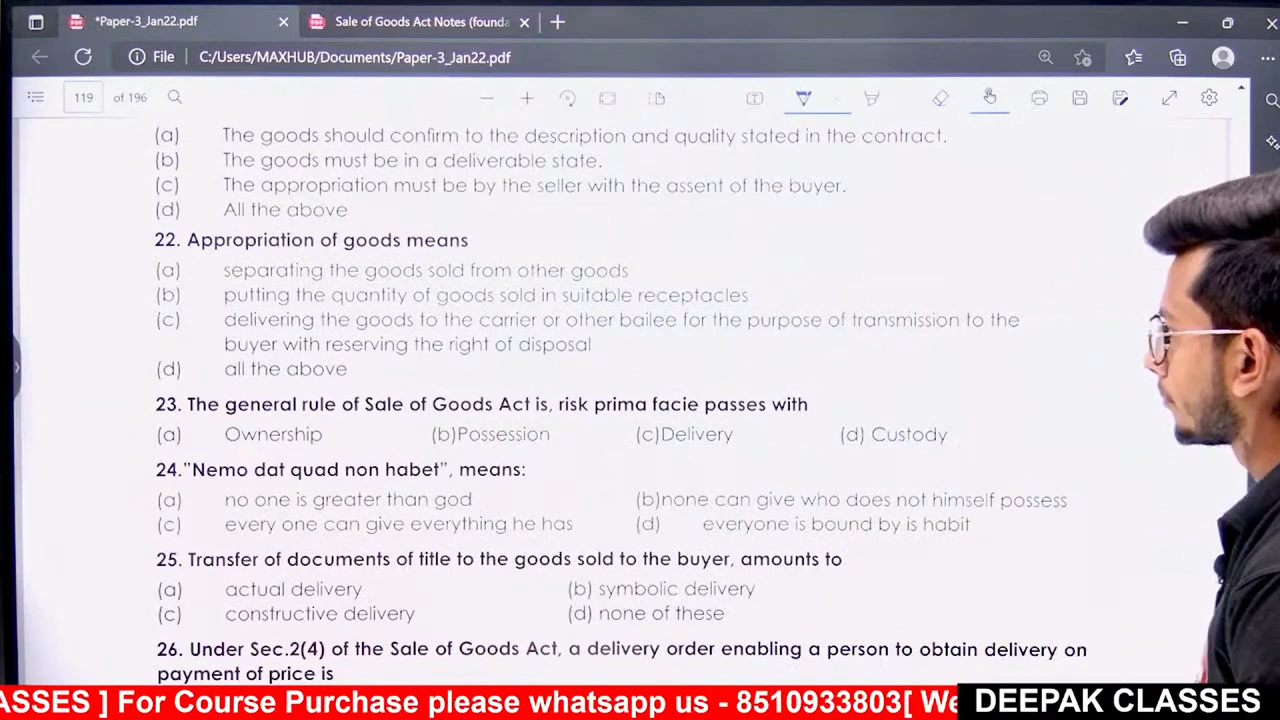 *Paper-3_Jan22.pdf
Sale of Goods Act Notes (founda
File
C:/Users/MAXHUB/Documents/Paper-3_Jan22.pdf
119 of 196
(a) The goods should confirm to the description and quality stated in the contract.
(b) The goods must be in a deliverable state.
(c) The appropriation must be by the seller with the assent of the buyer.
(d) All the above
22. Appropriation of goods means
(a) separating the goods sold from other goods
(b) putting the quantity of goods sold in suitable receptacles
(c) delivering the goods to the carrier or other bailee for the purpose of transmission to the
buyer with reserving the right of disposal
(d) all the above
23. The general rule of Sale of Goods Act is, risk prima facie passes with
(a) Ownership (b)Possession (c)Delivery (d) Custody
24."Nemo dat quad non habet", means:
(a) no one is greater than god (b)none can give who does not himself possess
(c) every one can give everything he has (d) everyone is bound by is habit
25. Transfer of documents of title to the goods sold to the buyer, amounts to
(a) actual delivery (b) symbolic delivery
(c) constructive delivery (d) none of these
26. Under Sec.2(4) of the Sale of Goods Act, a delivery order enabling a person to obtain delivery on
payment of price is
ASSES ] For Course Purchase please whatsapp us - 8510933803[ We
DEEPAK CLASSES